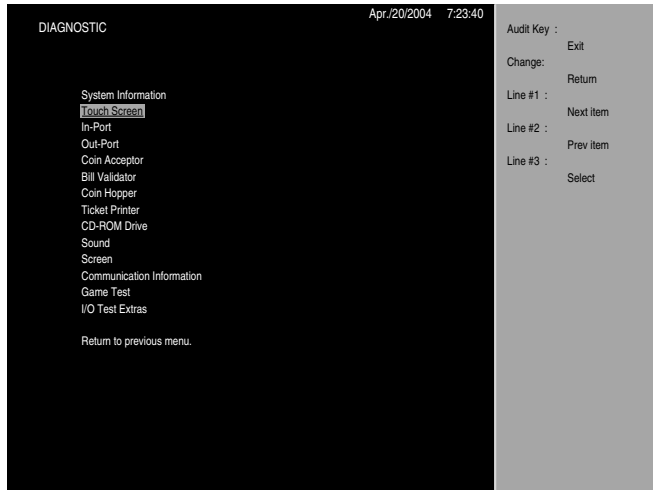 Apr./20/2004 7:23:40
DIAGNOSTIC
System Information
Touch Screen
In-Port
Out-Port
Coin Acceptor
Bill Validator
Coin Hopper
Ticket Printer
CD-ROM Drive
Sound
Screen
Communication Information
Game Test
I/O Test Extras
Return to previous menu.
Audit Key :
Exit
Change:
Return
Line #1 :
Next item
Line #2 :
Prev item
Line #3 :
Select